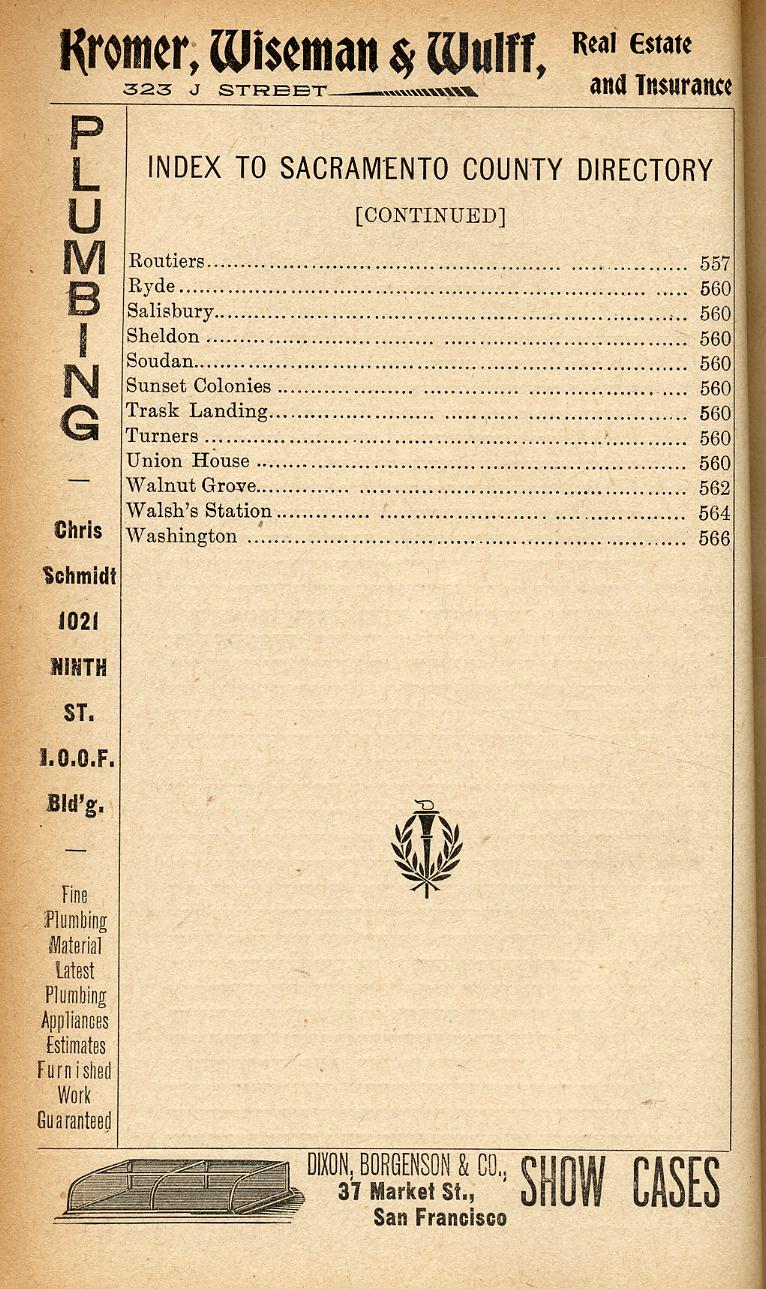 Kromer, Wiseman & Wulff,
323 J STREET
Real Estate
and Insurance
PLUMBING
—
Chris
Schmidt
1021
NINTH
ST.
I.O.O.F.
Bld'g.
—
Fine
Plumbing
Material
Latest
Plumbing
Appliances
Estimates
Furnished
Work
Guaranteed
INDEX TO SACRAMENTO COUNTY DIRECTORY
[CONTINUED]
Routiers 557
Ryde 560
Salisbury 560
Sheldon 560
Soudan 560
Sunset Colonies 560
Trask Landing 560
Turners 560
Union House 560
Walnut Grove 562
Walsh's Station 564
Washington 566
DIXON, BORGENSON & CO.,
37 Market St.,
San Francisco
SHOW CASES